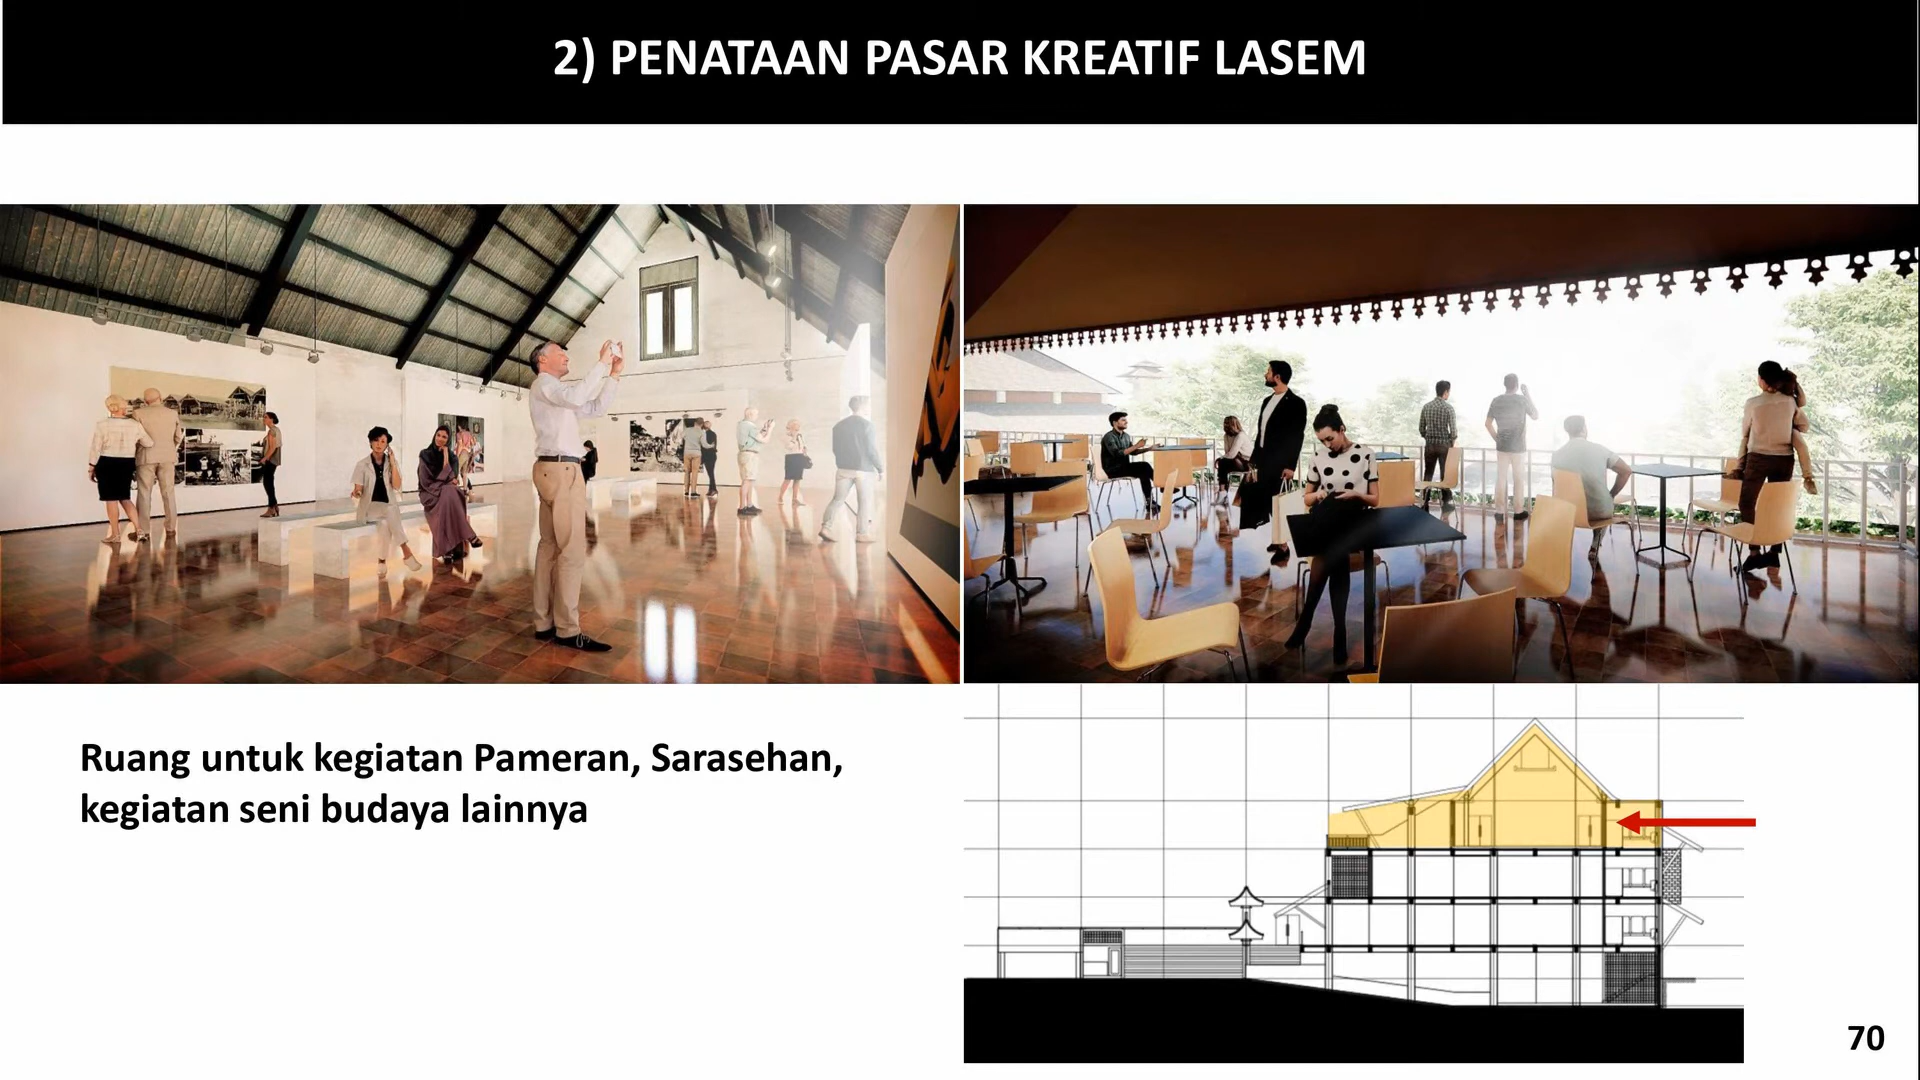 2) PENATAAN PASAR KREATIF LASEM
Ruang untuk kegiatan Pameran, Sarasehan,
kegiatan seni budaya lainnya
70